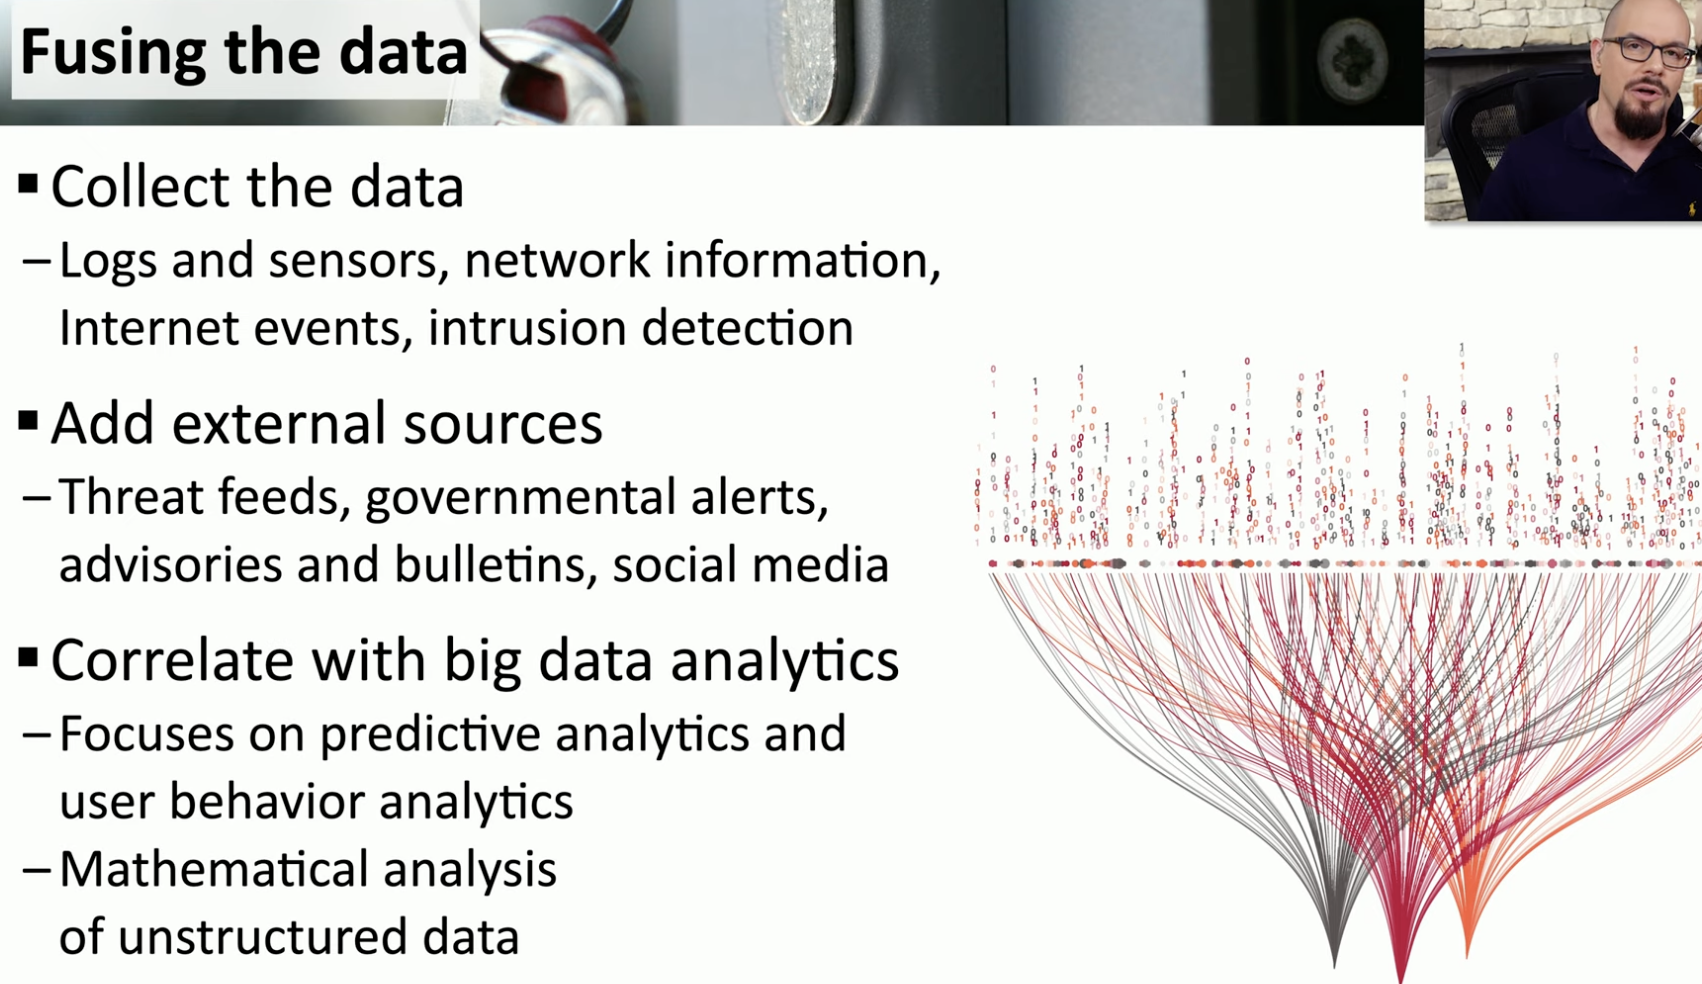 Fusing the data
▪ Collect the data
– Logs and sensors, network information,
Internet events, intrusion detection
▪ Add external sources
– Threat feeds, governmental alerts,
advisories and bulletins, social media
▪ Correlate with big data analytics
– Focuses on predictive analytics and
user behavior analytics
– Mathematical analysis
of unstructured data